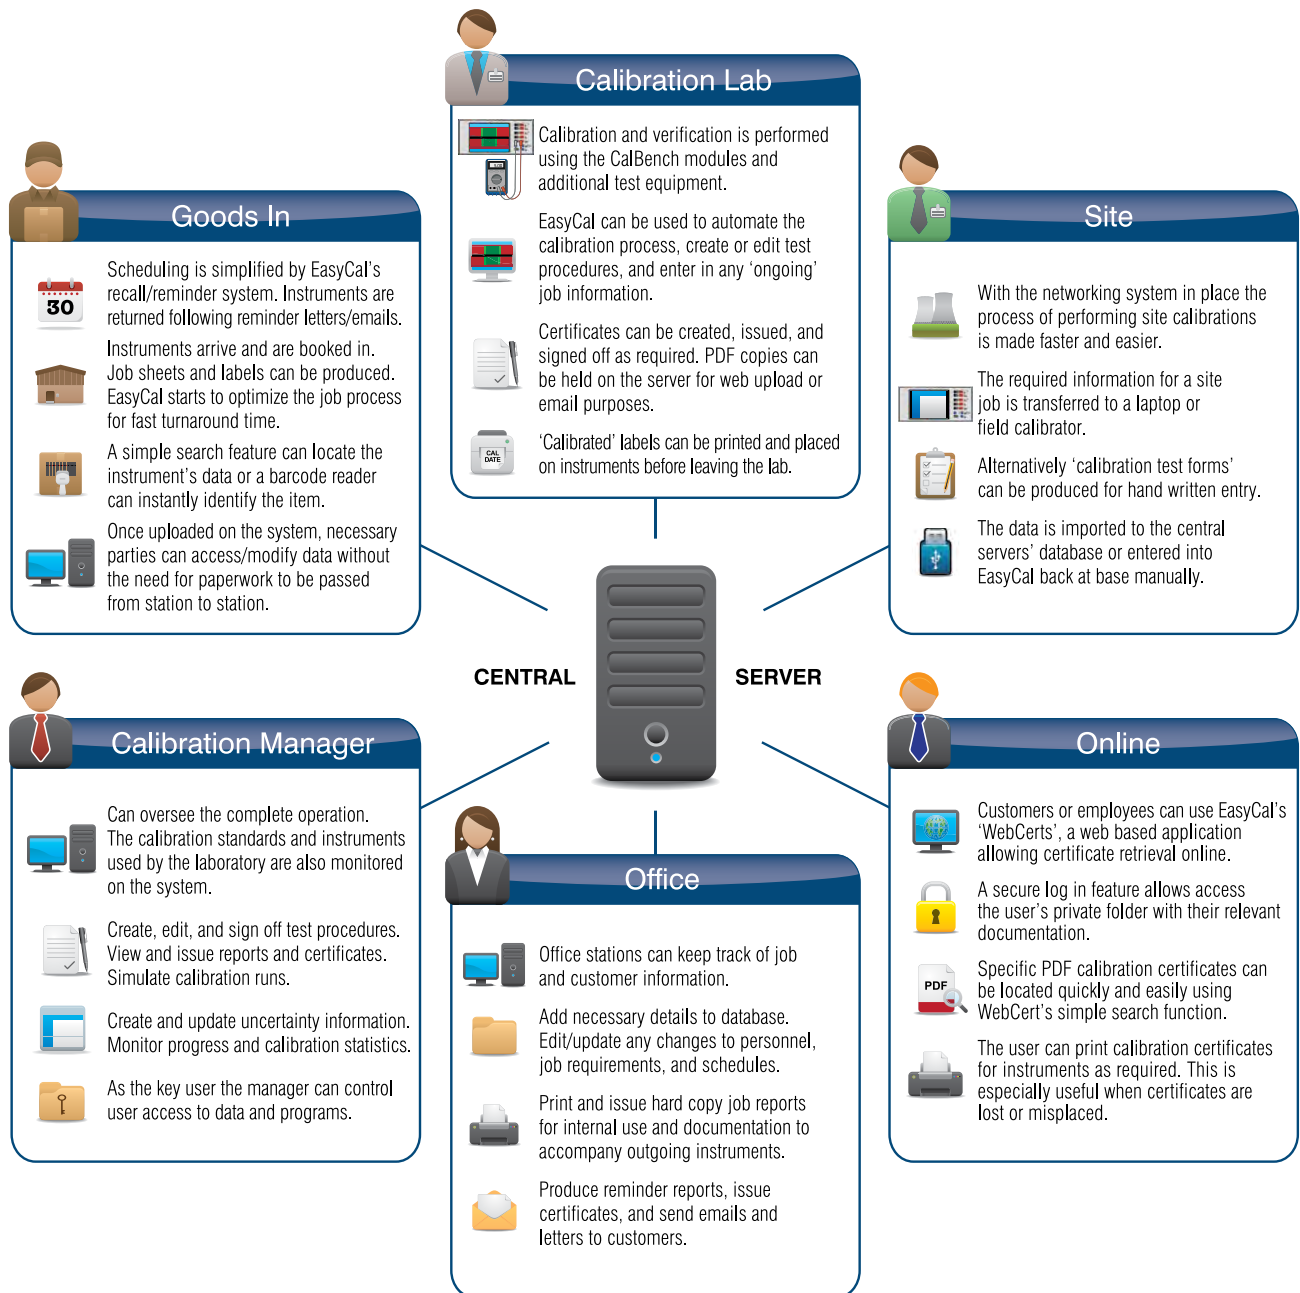 Calibration Lab
Calibration and verification is performed
using the CalBench modules and
additional test equipment.
EasyCal can be used to automate the
calibration process, create or edit test
procedures, and enter in any ‘ongoing’
job information.
Certificates can be created, issued, and
signed off as required. PDF copies can
be held on the server for web upload or
email purposes.
CAL
DATE
‘Calibrated’ labels can be printed and placed
on instruments before leaving the lab.
Goods In
30
Scheduling is simplified by EasyCal’s
recall/reminder system. Instruments are
returned following reminder letters/emails.
Instruments arrive and are booked in.
Job sheets and labels can be produced.
EasyCal starts to optimize the job process
for fast turnaround time.
A simple search feature can locate the
instrument’s data or a barcode reader
can instantly identify the item.
Once uploaded on the system, necessary
parties can access/modify data without
the need for paperwork to be passed
from station to station.
Site
With the networking system in place the
process of performing site calibrations
is made faster and easier.
The required information for a site
job is transferred to a laptop or
field calibrator.
Alternatively ‘calibration test forms’
can be produced for hand written entry.
The data is imported to the central
servers’ database or entered into
EasyCal back at base manually.
CENTRAL SERVER
Calibration Manager
Can oversee the complete operation.
The calibration standards and instruments
used by the laboratory are also monitored
on the system.
Create, edit, and sign off test procedures.
View and issue reports and certificates.
Simulate calibration runs.
Create and update uncertainty information.
Monitor progress and calibration statistics.
As the key user the manager can control
user access to data and programs.
Office
Office stations can keep track of job
and customer information.
Add necessary details to database.
Edit/update any changes to personnel,
job requirements, and schedules.
Print and issue hard copy job reports
for internal use and documentation to
accompany outgoing instruments.
Produce reminder reports, issue
certificates, and send emails and
letters to customers.
Online
Customers or employees can use EasyCal’s
‘WebCerts’, a web based application
allowing certificate retrieval online.
A secure log in feature allows access
the user’s private folder with their relevant
documentation.
PDF
Specific PDF calibration certificates can
be located quickly and easily using
WebCert’s simple search function.
The user can print calibration certificates
for instruments as required. This is
especially useful when certificates are
lost or misplaced.